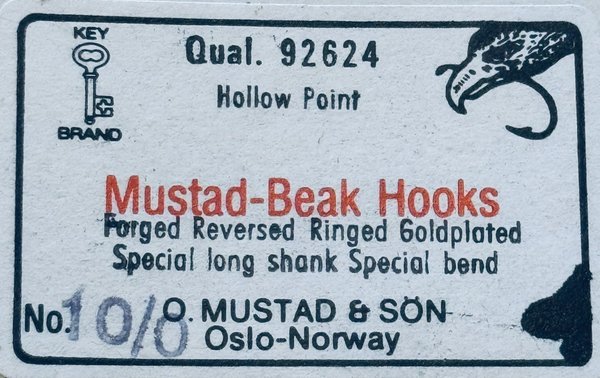 KEY
BRAND
Qual. 92624
Hollow Point
Mustad-Beak Hooks
Forged Reversed Ringed Goldplated
Special long shank Special bend
No. 10/0 O. MUSTAD & SÖN
Oslo-Norway